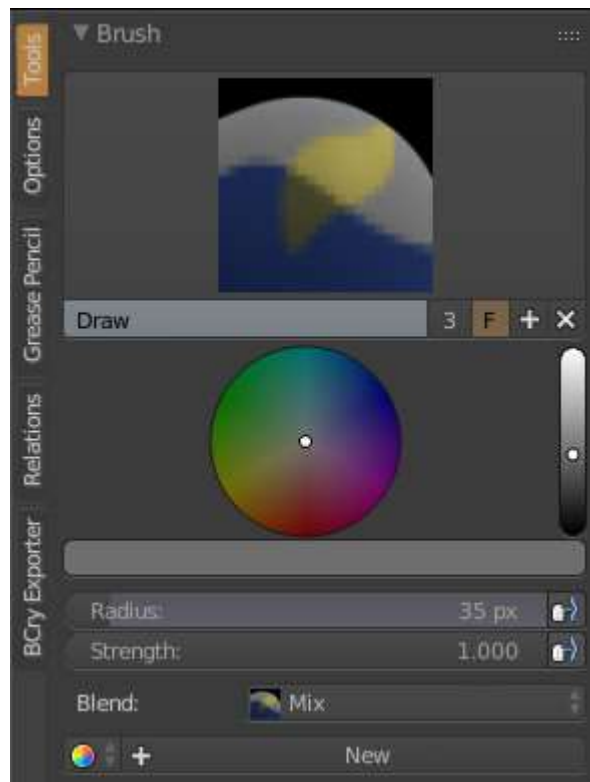 Tools
Options
Grease Pencil
Relations
BCry Exporter
Brush
Draw 3 F
Radius: 35 px
Strength: 1.000
Blend: Mix
New